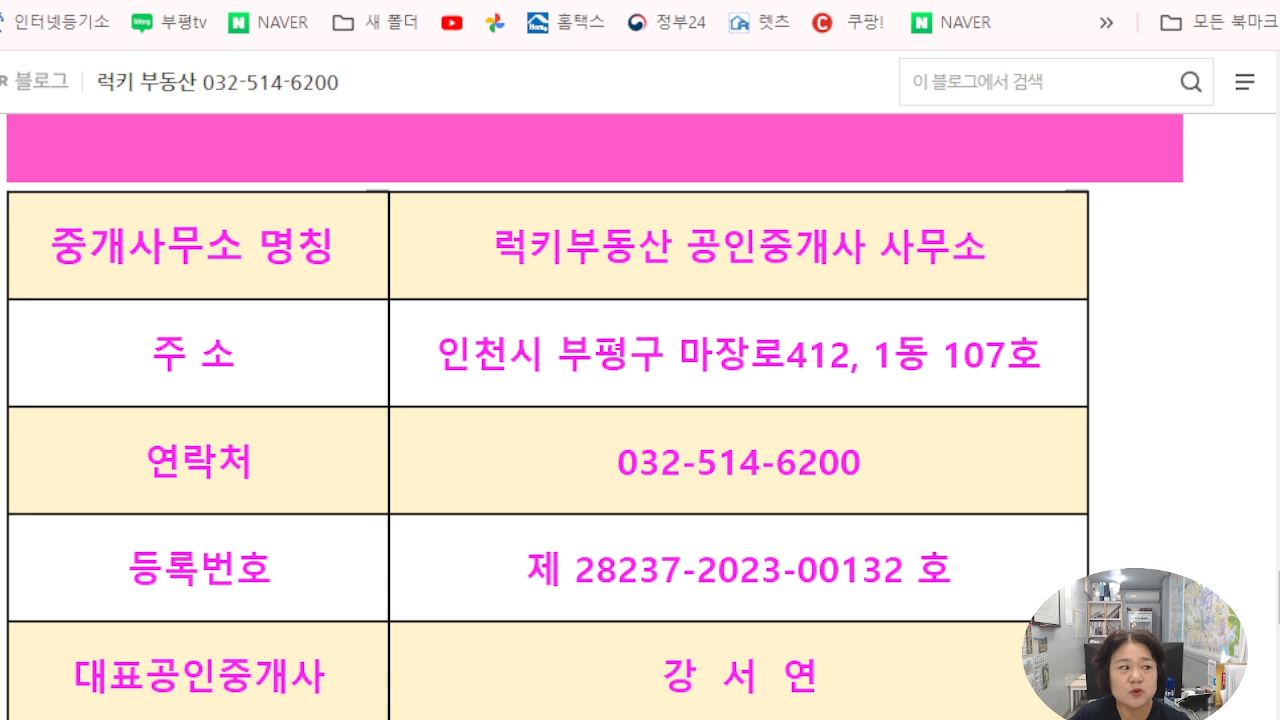 인터넷등기소 blog 부평tv N NAVER 새 폴더 홈택스 정부24 렛츠 C 쿠팡! N NAVER » 모든 북마크
R 블로그 럭키 부동산 032-514-6200 이 블로그에서 검색
중개사무소 명칭 럭키부동산 공인중개사 사무소
주 소 인천시 부평구 마장로412, 1동 107호
연락처 032-514-6200
등록번호 제 28237-2023-00132 호
대표공인중개사 강 서 연